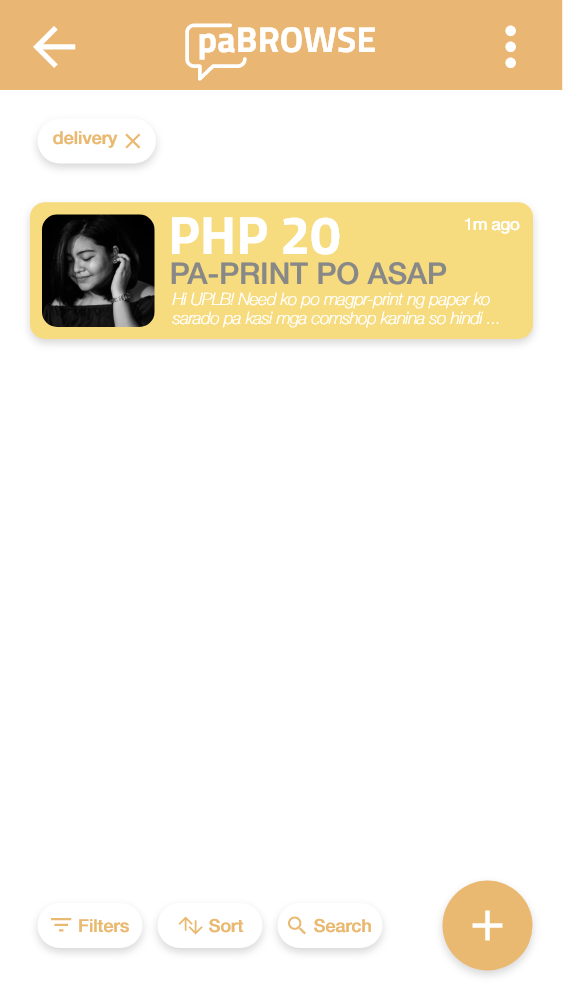 paBROWSE
delivery
PHP 20
1m ago
PA-PRINT PO ASAP
Hi UPLB! Need ko po magpr-print ng paper ko
sarado pa kasi mga comshop kanina so hindi ...
Filters
Sort
Search